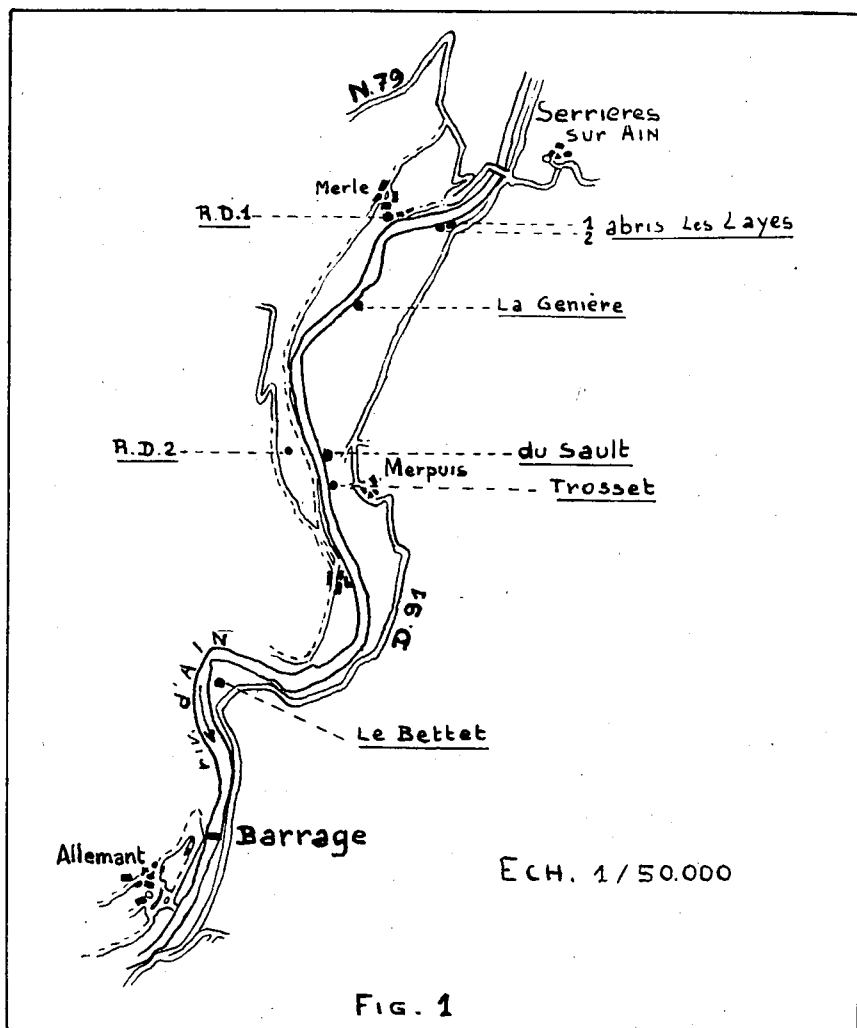 N.79
Serrieres
sur Ain
Merle
R.D.1
1 abris Les Layes
2
La Genière
R.D.2
du Sault
Merpuis
Trosset
D.91
riv. d'AIN
Le Bettet
Barrage
Allemant
ECH. 1/50.000
FIG. 1